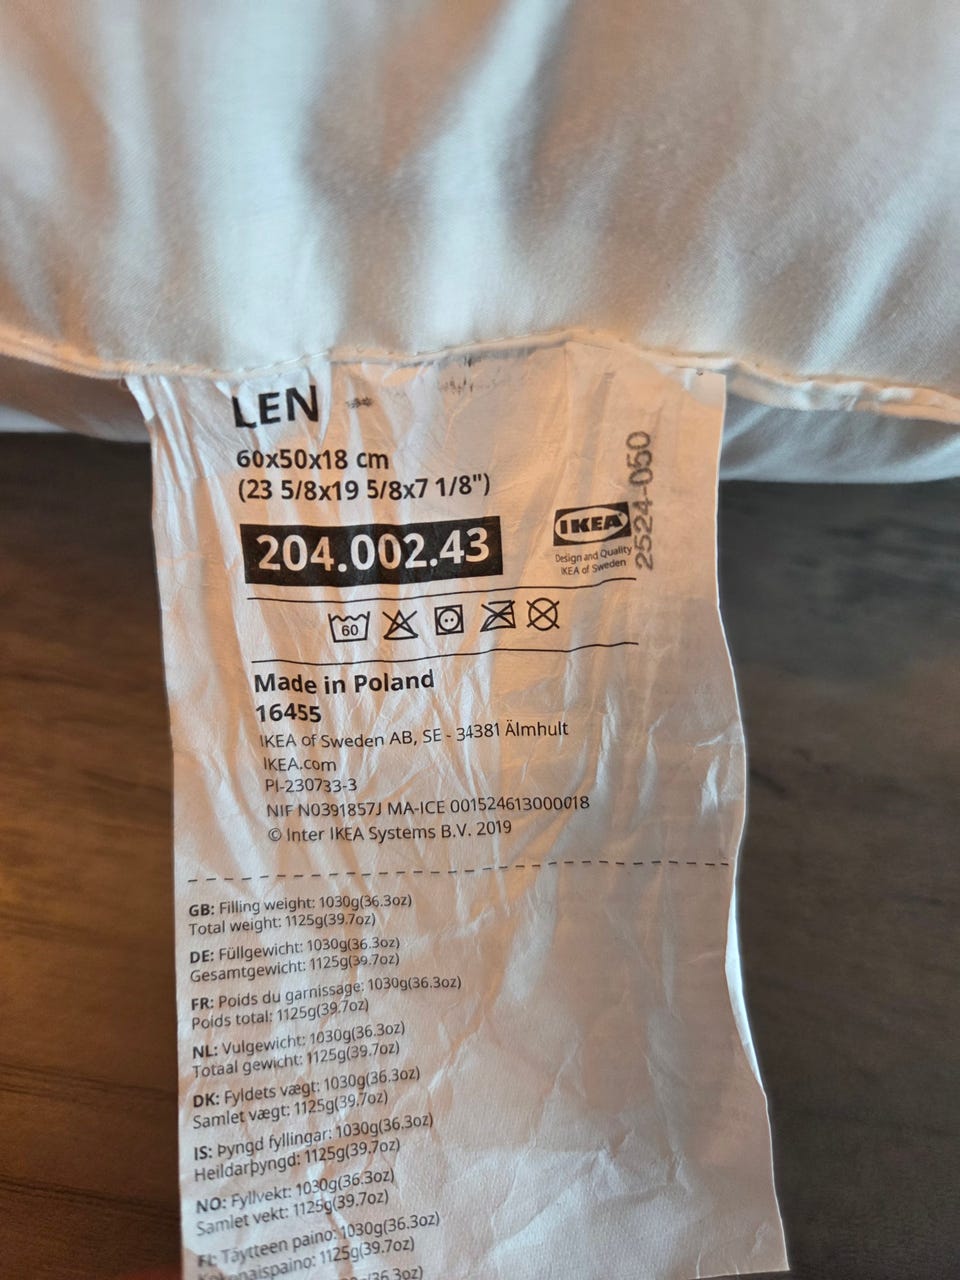 LEN
60x50x18 cm
(23 5/8x19 5/8x7 1/8")
204.002.43
IKEA
Design and Quality
IKEA of Sweden
2524-050
60
Made in Poland
16455
IKEA of Sweden AB, SE - 34381 Älmhult
IKEA.com
PI-230733-3
NIF N0391857J MA-ICE 001524613000018
© Inter IKEA Systems B.V. 2019
GB: Filling weight: 1030g(36.3oz)
Total weight: 1125g(39.7oz)
DE: Füllgewicht: 1030g(36.3oz)
Gesamtgewicht: 1125g(39.7oz)
FR: Poids du garnissage: 1030g(36.3oz)
Poids total: 1125g(39.7oz)
NL: Vulgewicht: 1030g(36.3oz)
Totaal gewicht: 1125g(39.7oz)
DK: Fyldets vægt: 1030g(36.3oz)
Samlet vægt: 1125g(39.7oz)
IS: Þyngd fyllingar: 1030g(36.3oz)
Heildarþyngd: 1125g(39.7oz)
NO: Fyllvekt: 1030g(36.3oz)
Samlet vekt: 1125g(39.7oz)
FI: Täytteen paino: 1030g(36.3oz)
Kokonaispaino: 1125g(39.7oz)